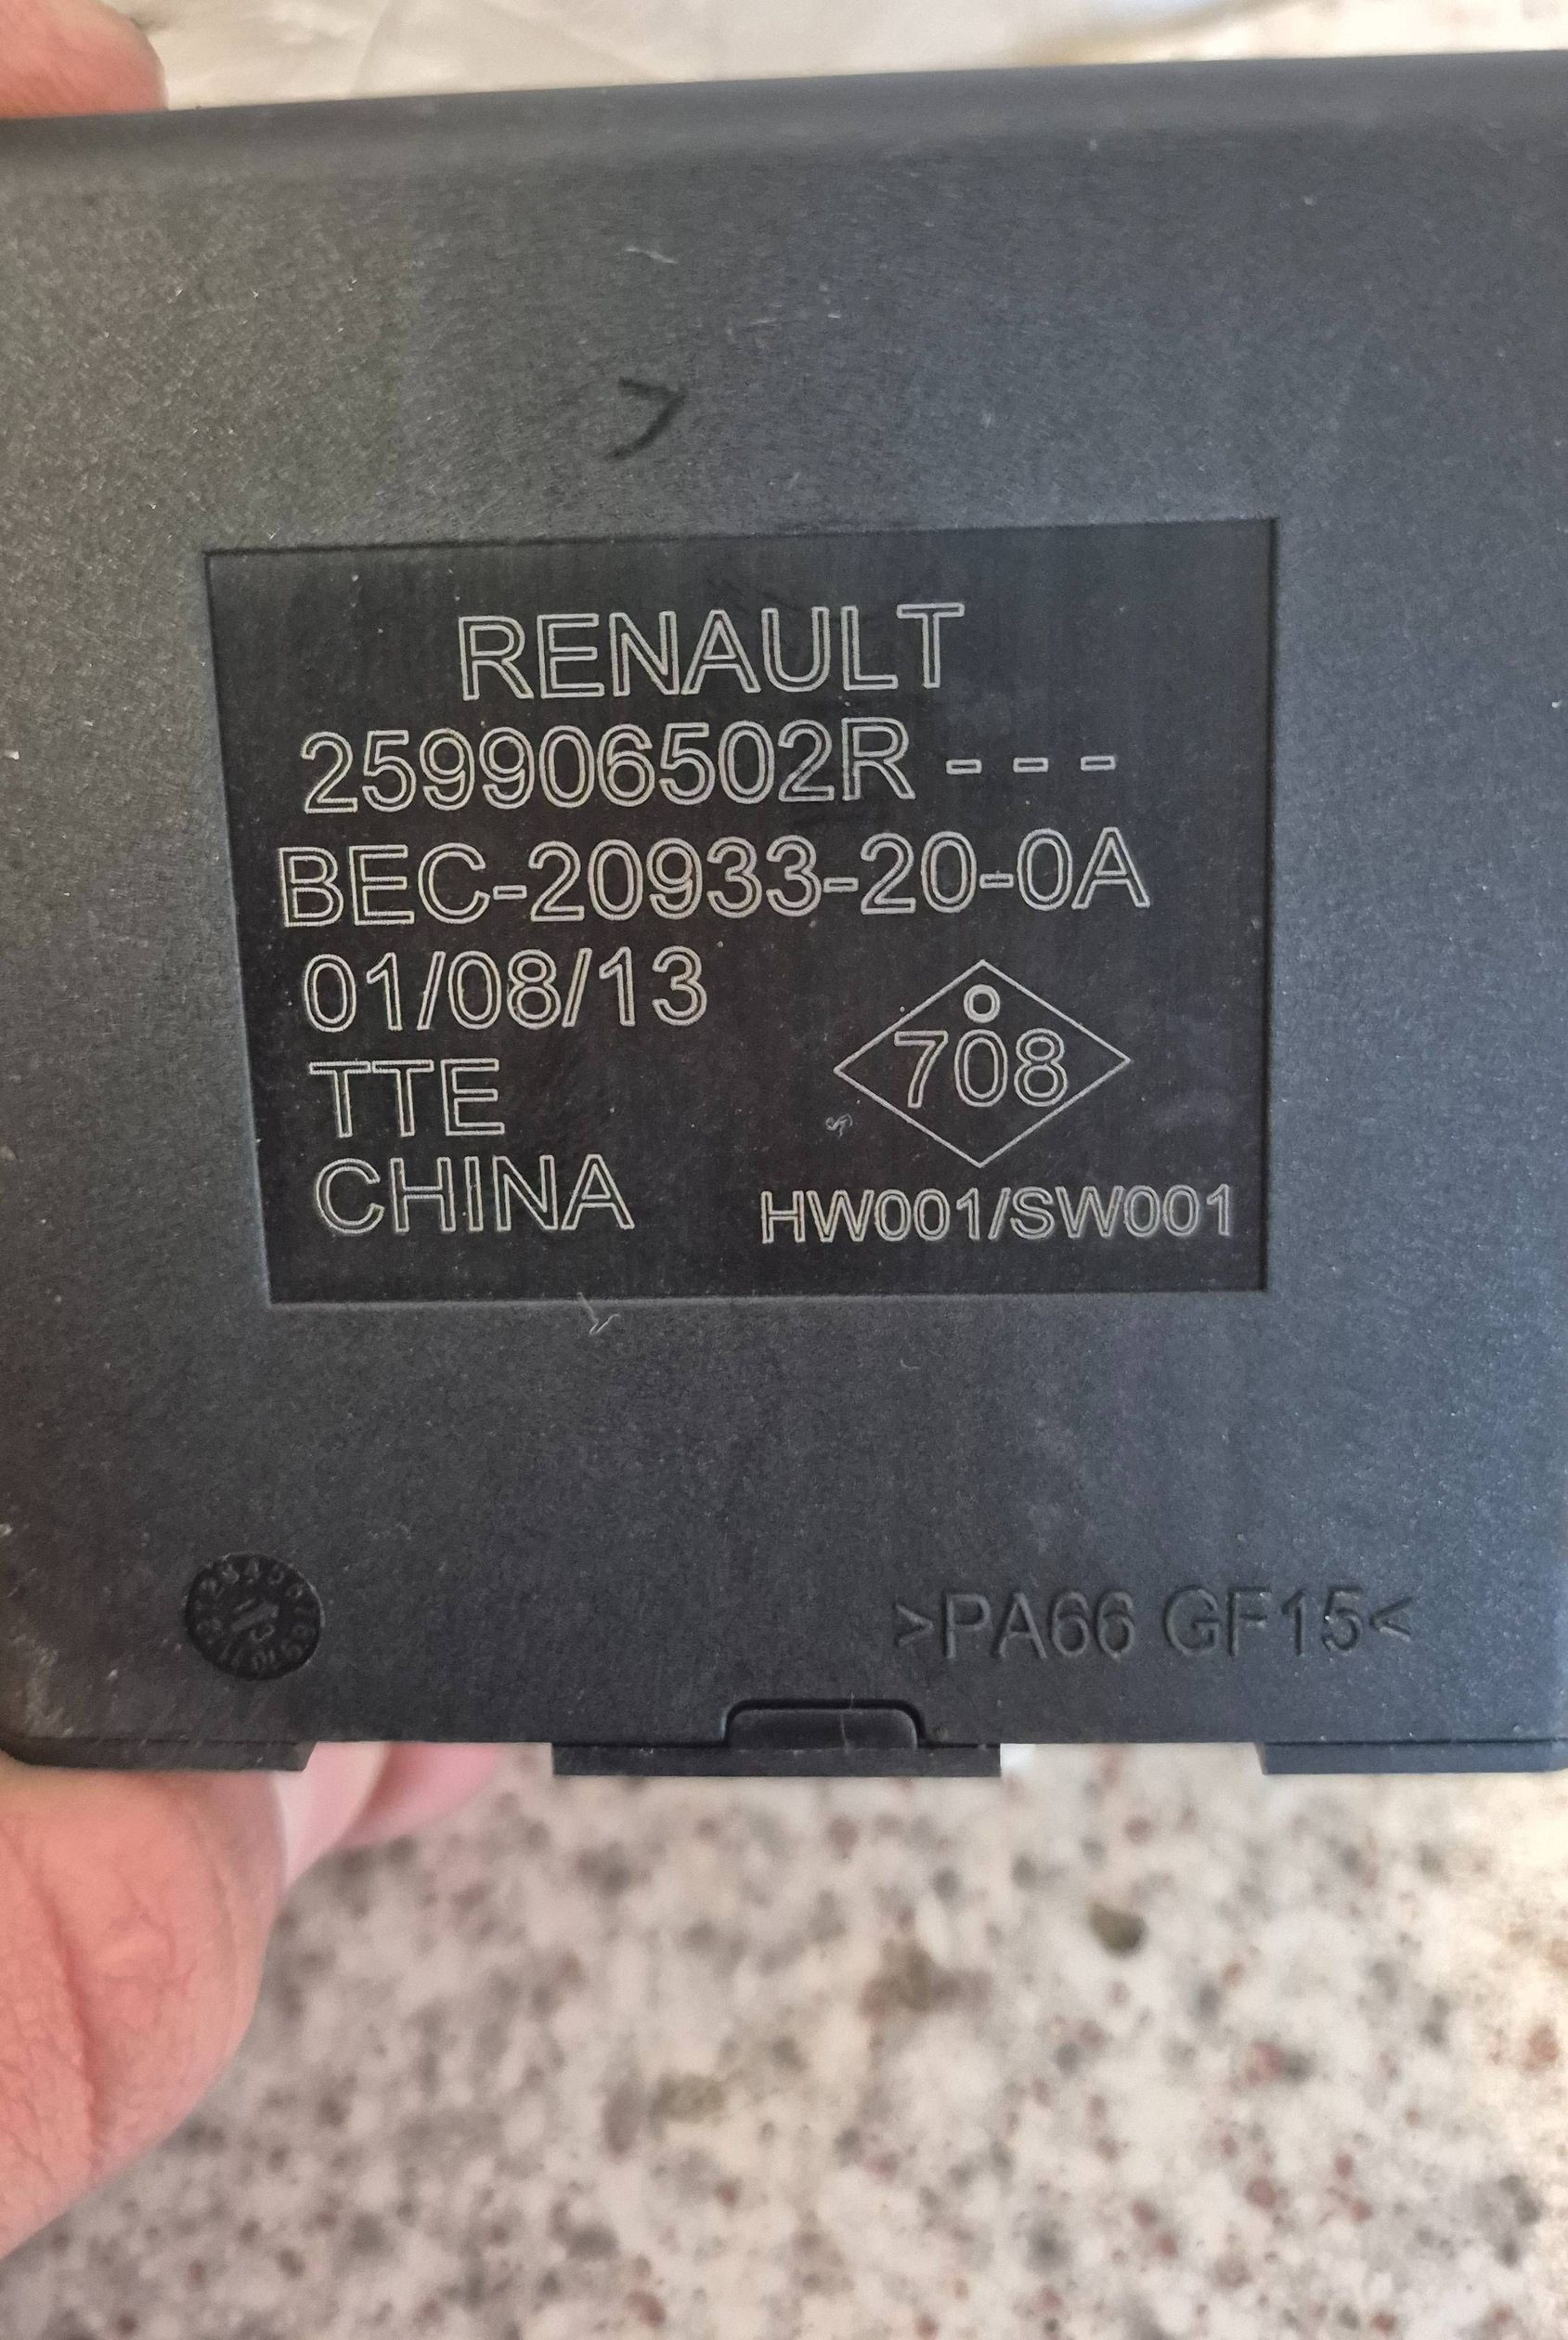 RENAULT
259906502R - - -
BEC-20933-20-0A
01/08/13
TTE
CHINA
O
708
HW001/SW001
>PA66 GF15<